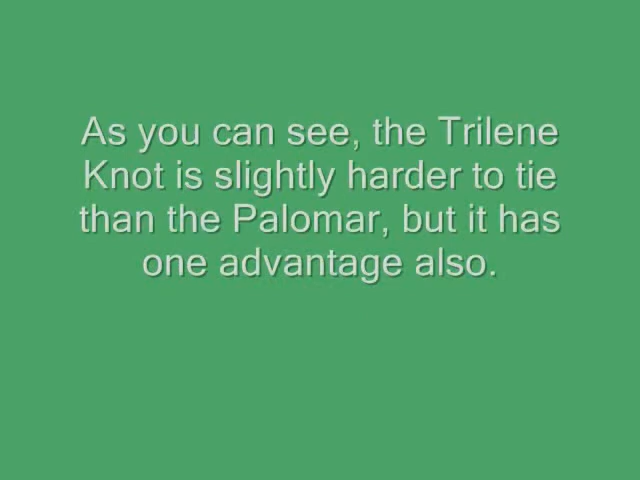 As you can see, the Trilene
Knot is slightly harder to tie
than the Palomar, but it has
one advantage also.